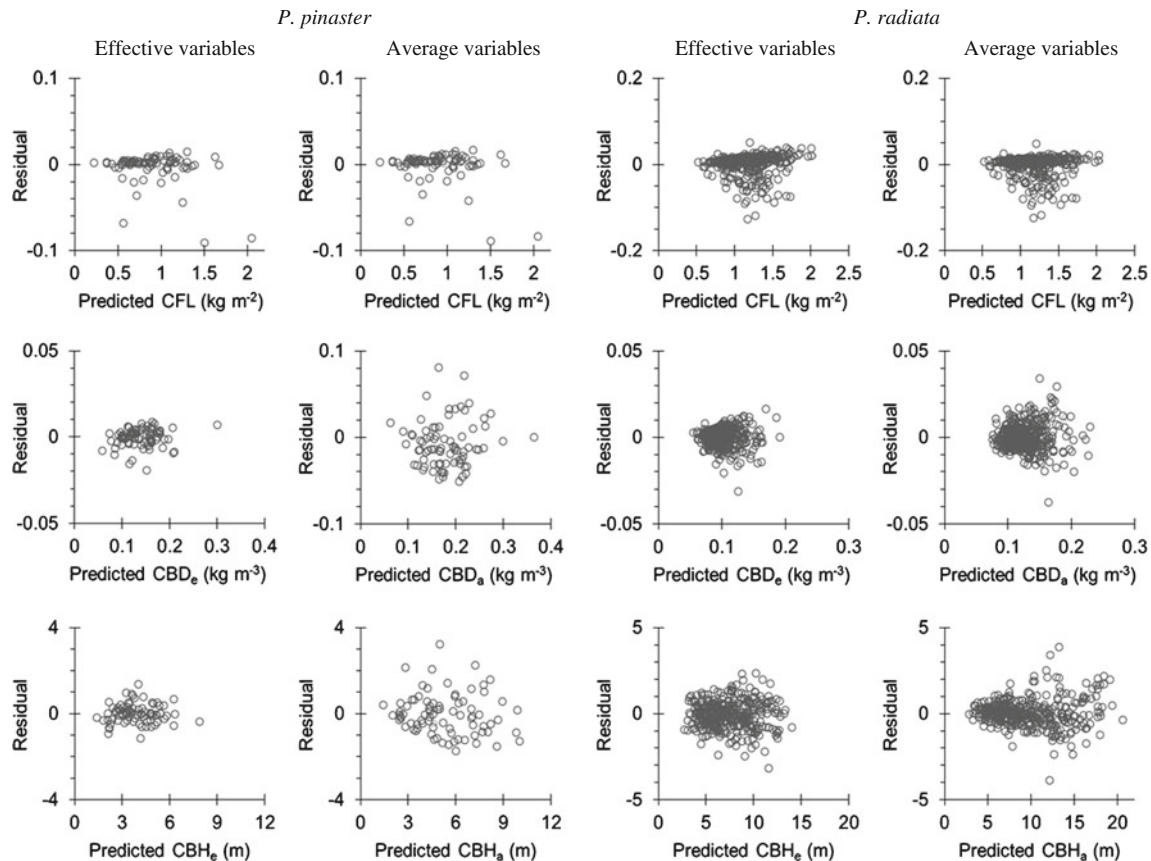 P. pinaster P. radiata
Effective variables Average variables Effective variables Average variables
0.1 0.1 0.2 0.2
Residual Residual Residual Residual
0 0 0 0
-0.1 -0.1 -0.2 -0.2
0 0.5 1 1.5 2 0 0.5 1 1.5 2 0 0.5 1 1.5 2 2.5 0 0.5 1 1.5 2 2.5
Predicted CFL (kg m-2) Predicted CFL (kg m-2) Predicted CFL (kg m-2) Predicted CFL (kg m-2)
0.05 0.1 0.05 0.05
Residual Residual Residual Residual
0 0 0 0
-0.05 -0.1 -0.05 -0.05
0 0.1 0.2 0.3 0.4 0 0.1 0.2 0.3 0.4 0 0.1 0.2 0.3 0 0.1 0.2 0.3
Predicted CBDe (kg m-3) Predicted CBDa (kg m-3) Predicted CBDe (kg m-3) Predicted CBDa (kg m-3)
4 4 5 5
Residual Residual Residual Residual
0 0 0 0
-4 -4 -5 -5
0 3 6 9 12 0 3 6 9 12 0 5 10 15 20 0 5 10 15 20
Predicted CBHe (m) Predicted CBHa (m) Predicted CBHe (m) Predicted CBHa (m)